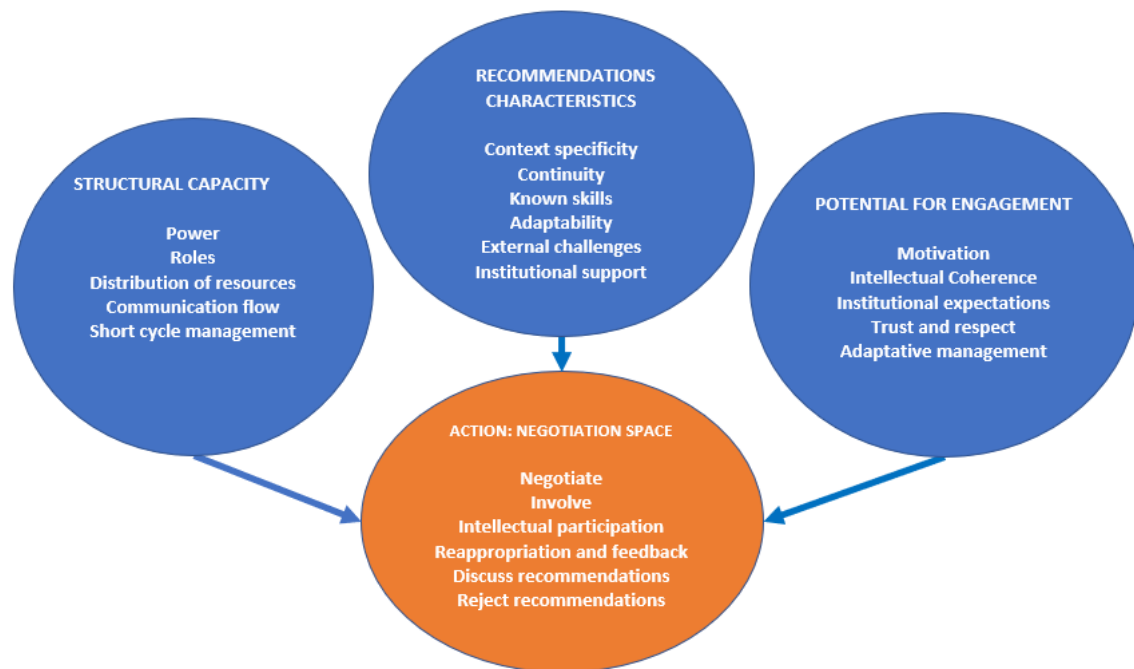 STRUCTURAL CAPACITY
Power
Roles
Distribution of resources
Communication flow
Short cycle management
RECOMMENDATIONS
CHARACTERISTICS
Context specificity
Continuity
Known skills
Adaptability
External challenges
Institutional support
POTENTIAL FOR ENGAGEMENT
Motivation
Intellectual Coherence
Institutional expectations
Trust and respect
Adaptative management
ACTION: NEGOTIATION SPACE
Negotiate
Involve
Intellectual participation
Reappropriation and feedback
Discuss recommendations
Reject recommendations